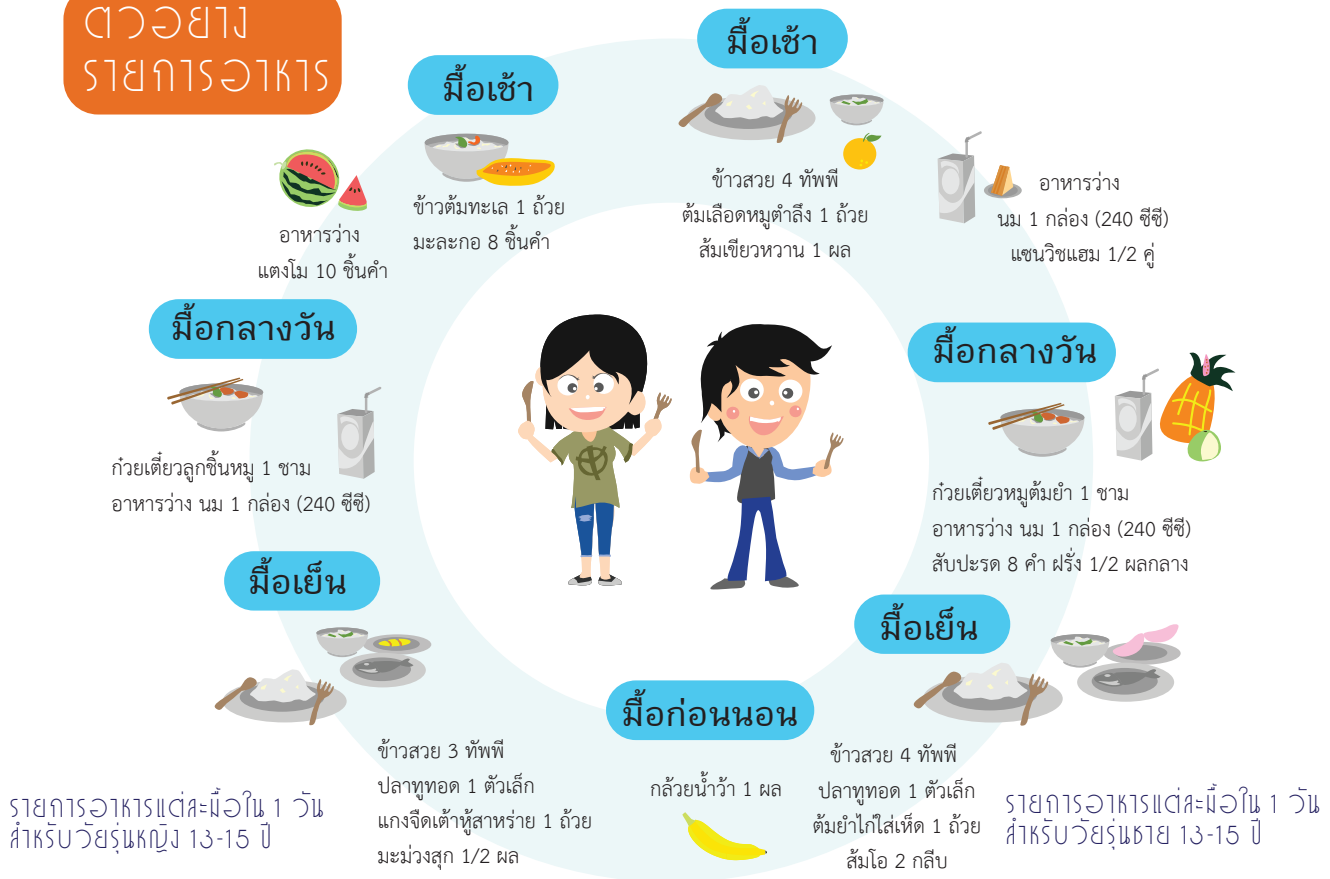 ตัวอย่าง
รายการอาหาร
มื้อเช้า
ข้าวต้มทะเล 1 ถ้วย
มะละกอ 8 ชิ้นคำ
อาหารว่าง
แตงโม 10 ชิ้นคำ
มื้อกลางวัน
ก๋วยเตี๋ยวลูกชิ้นหมู 1 ชาม
อาหารว่าง นม 1 กล่อง (240 ซีซี)
มื้อเย็น
ข้าวสวย 3 ทัพพี
ปลาทูทอด 1 ตัวเล็ก
แกงจืดเต้าหู้สาหร่าย 1 ถ้วย
มะม่วงสุก 1/2 ผล
รายการอาหารแต่ละมื้อใน 1 วัน
สำหรับวัยรุ่นหญิง 13-15 ปี
มื้อเช้า
ข้าวสวย 4 ทัพพี
ต้มเลือดหมูตำลึง 1 ถ้วย
ส้มเขียวหวาน 1 ผล
อาหารว่าง
นม 1 กล่อง (240 ซีซี)
แซนวิชแฮม 1/2 คู่
มื้อกลางวัน
ก๋วยเตี๋ยวหมูต้มยำ 1 ชาม
อาหารว่าง นม 1 กล่อง (240 ซีซี)
สับปะรด 8 คำ ฝรั่ง 1/2 ผลกลาง
มื้อเย็น
ข้าวสวย 4 ทัพพี
ปลาทูทอด 1 ตัวเล็ก
ต้มยำไก่ใส่เห็ด 1 ถ้วย
ส้มโอ 2 กลีบ
มื้อก่อนนอน
กล้วยน้ำว้า 1 ผล
รายการอาหารแต่ละมื้อใน 1 วัน
สำหรับวัยรุ่นชาย 13-15 ปี